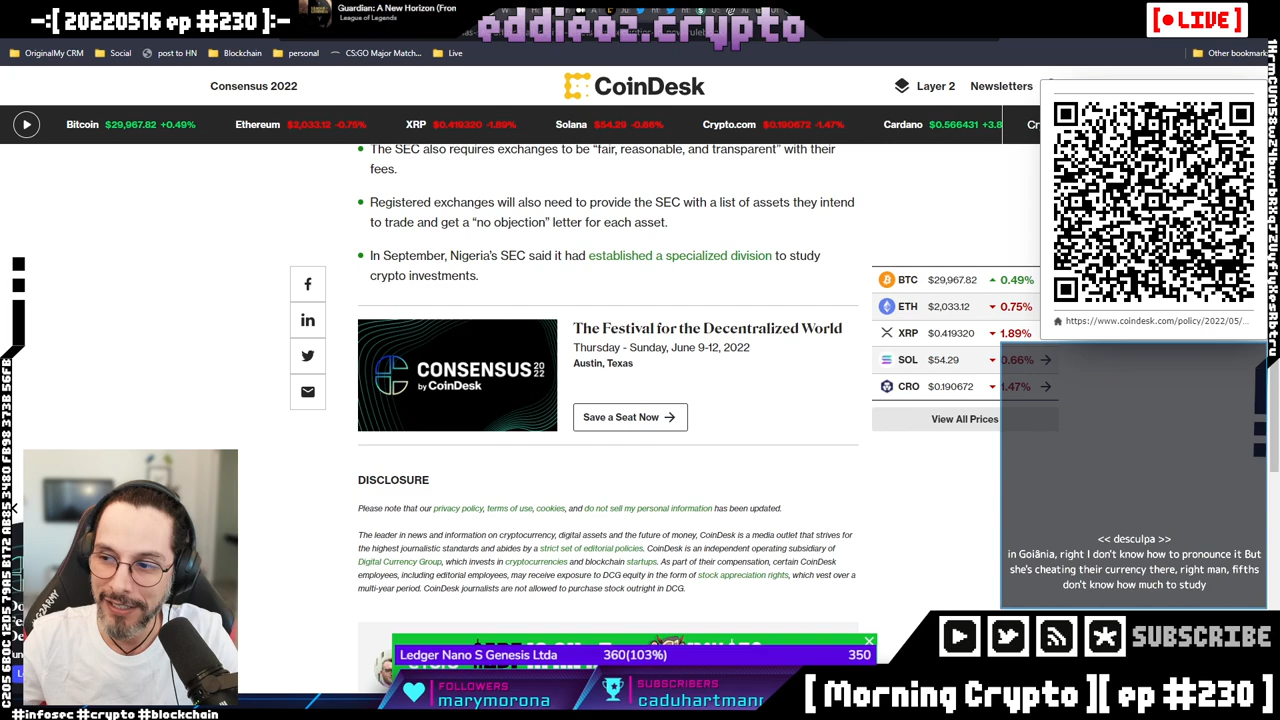 -:[ 20220516 ep #230 ]:-
Guardian: A New Horizon (From
League of Legends
eddieoz.crypto
[ LIVE ]
OriginalMy CRM
Social
post to HN
Blockchain
personal
CS:GO Major Match...
Live
Other bookmark
Consensus 2022
CoinDesk
Layer 2
Newsletters
Bitcoin $29,967.82 +0.49%
Ethereum $2,033.12 -0.75%
XRP $0.419320 -1.89%
Solana $54.29 -0.66%
Crypto.com $0.190672 -1.47%
Cardano $0.566431 +3.8
The SEC also requires exchanges to be “fair, reasonable, and transparent” with their
fees.
Registered exchanges will also need to provide the SEC with a list of assets they intend
to trade and get a “no objection” letter for each asset.
In September, Nigeria's SEC said it had established a specialized division to study
crypto investments.
The Festival for the Decentralized World
Thursday - Sunday, June 9-12, 2022
Austin, Texas
Save a Seat Now
CONSENSUS 2022
by CoinDesk
BTC $29,967.82 0.49%
ETH $2,033.12 0.75%
XRP $0.419320 1.89%
SOL $54.29 0.66%
CRO $0.190672 1.47%
View All Prices
https://www.coindesk.com/policy/2022/05/...
DISCLOSURE
Please note that our privacy policy, terms of use, cookies, and do not sell my personal information has been updated.
The leader in news and information on cryptocurrency, digital assets and the future of money, CoinDesk is a media outlet that strives for
the highest journalistic standards and abides by a strict set of editorial policies. CoinDesk is an independent operating subsidiary of
Digital Currency Group, which invests in cryptocurrencies and blockchain startups. As part of their compensation, certain CoinDesk
employees, including editorial employees, may receive exposure to DCG equity in the form of stock appreciation rights, which vest over a
multi-year period. CoinDesk journalists are not allowed to purchase stock outright in DCG.
<< desculpa >>
in Goiânia, right I don't know how to pronounce it But
she's cheating their currency there, right man, fifths
don't know how much to study
Ledger Nano S Genesis Ltda 360(103%) 350
FOLLOWERS
marymorona
SUBSCRIBERS
caduhartmann
SUBSCRIBE
[ Morning Crypto ][ ep #230 ]
#infosec #crypto #blockchain